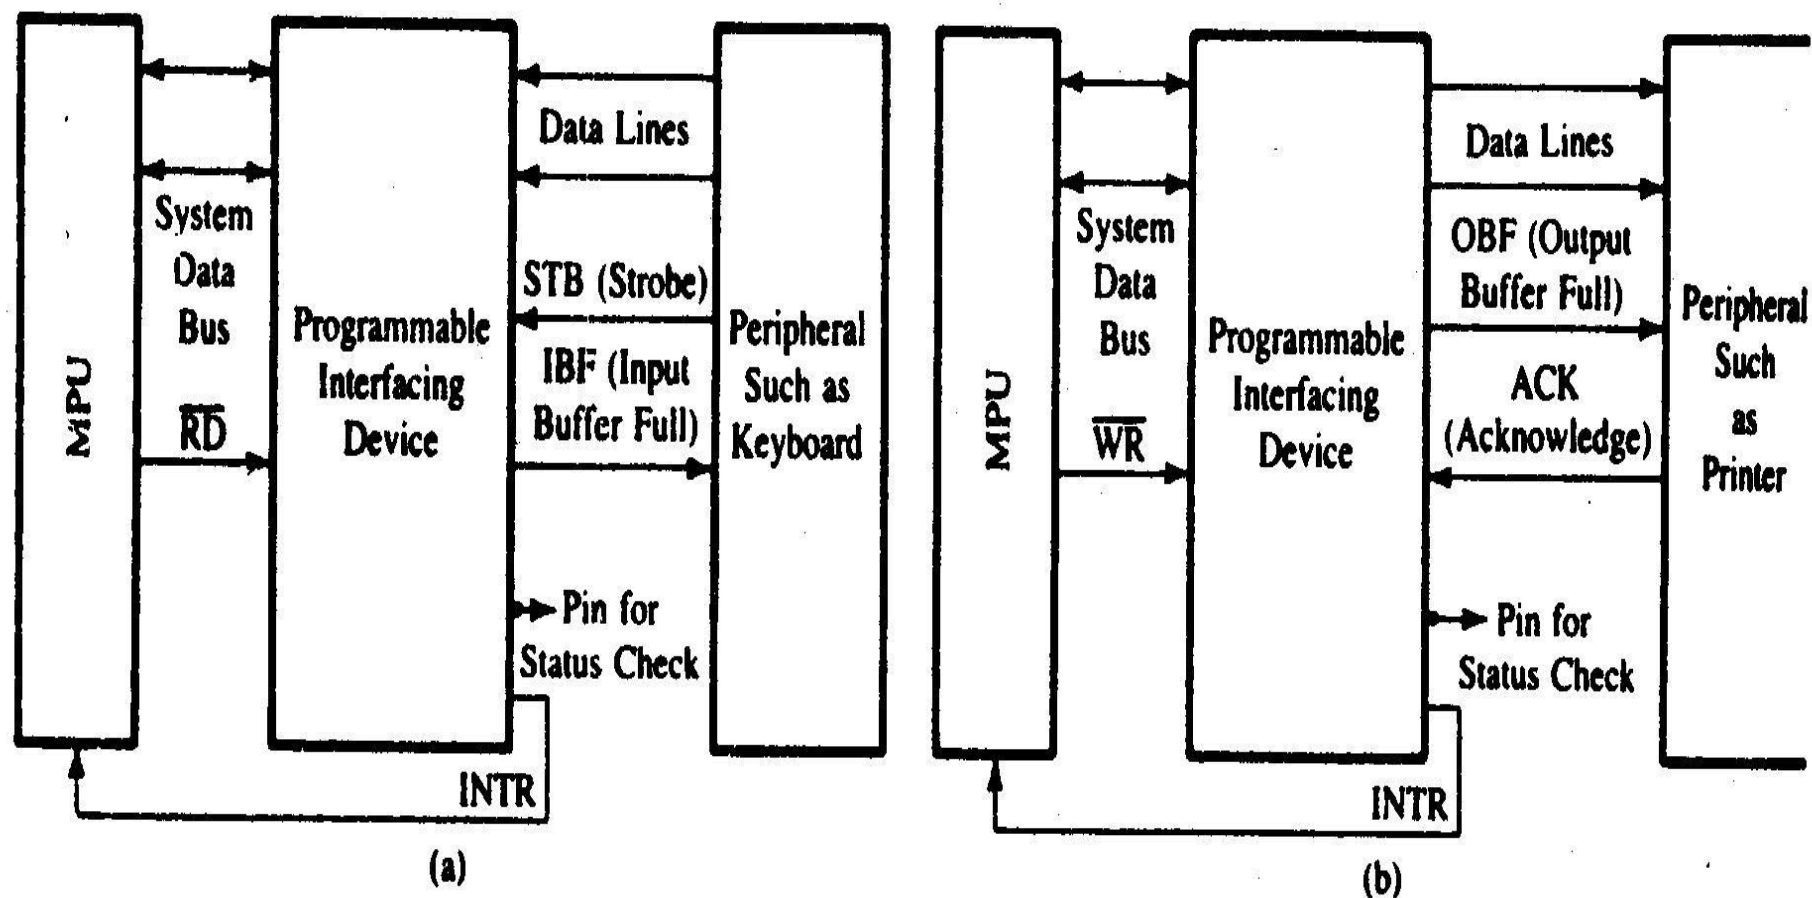 MPU
System
Data
Bus
R̅D̅
Programmable
Interfacing
Device
Data Lines
STB (Strobe)
IBF (Input
Buffer Full)
Pin for
Status Check
INTR
Peripheral
Such as
Keyboard
(a)
MPU
System
Data
Bus
W̅R̅
Programmable
Interfacing
Device
Data Lines
OBF (Output
Buffer Full)
ACK
(Acknowledge)
Pin for
Status Check
INTR
Peripheral
Such
as
Printer
(b)